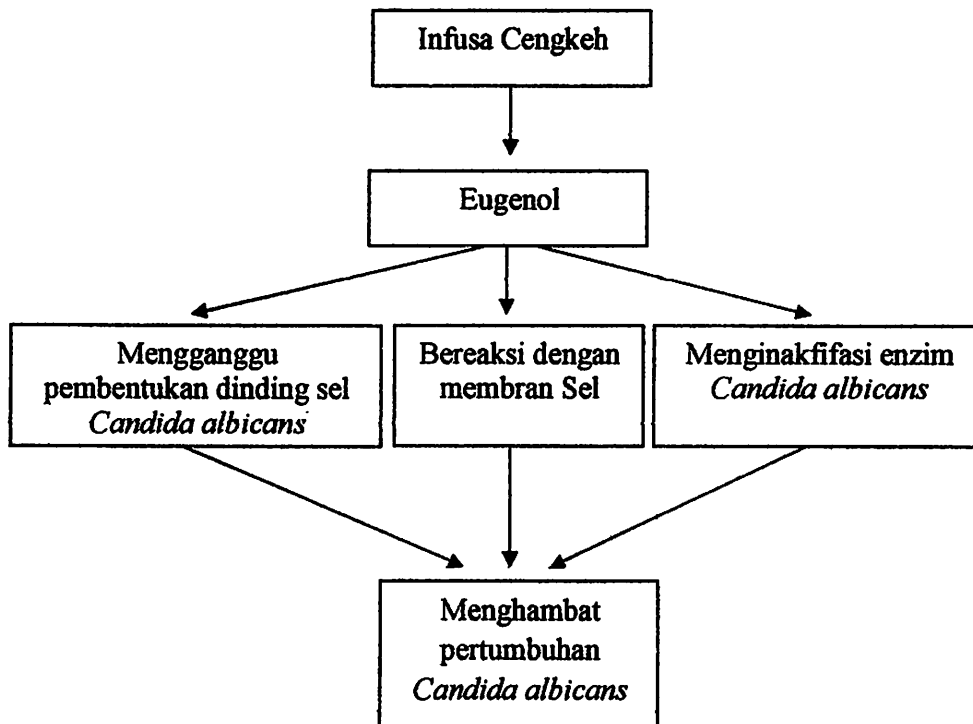 Infusa Cengkeh
Eugenol
Mengganggu
pembentukan dinding sel
Candida albicans
Bereaksi dengan
membran Sel
Menginakfifasi enzim
Candida albicans
Menghambat
pertumbuhan
Candida albicans